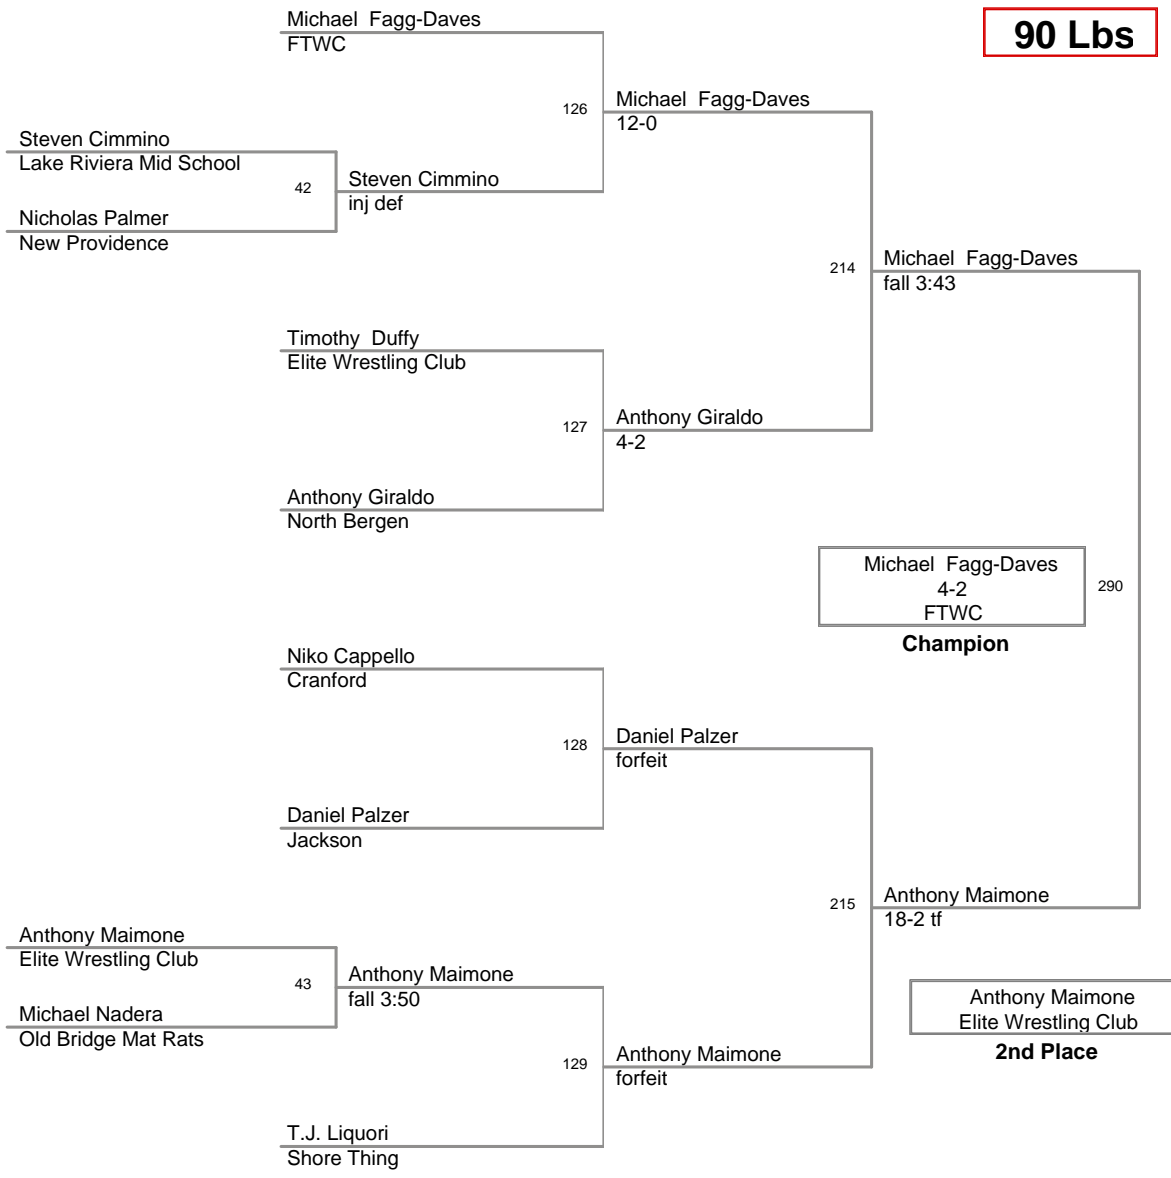 Michael  Fagg-Daves
FTWC
90 Lbs
126
Michael  Fagg-Daves
12-0
Steven Cimmino
Lake Riviera Mid School
42
Steven Cimmino
inj def
Nicholas Palmer
New Providence
214
Michael  Fagg-Daves
fall 3:43
Timothy  Duffy
Elite Wrestling Club
127
Anthony Giraldo
4-2
Anthony Giraldo
North Bergen
Michael  Fagg-Daves
4-2
FTWC
290
Champion
Niko Cappello
Cranford
128
Daniel Palzer
forfeit
Daniel Palzer
Jackson
215
Anthony Maimone
18-2 tf
Anthony Maimone
Elite Wrestling Club
43
Anthony Maimone
fall 3:50
Michael Nadera
Old Bridge Mat Rats
Anthony Maimone
Elite Wrestling Club
2nd Place
129
Anthony Maimone
forfeit
T.J. Liquori
Shore Thing